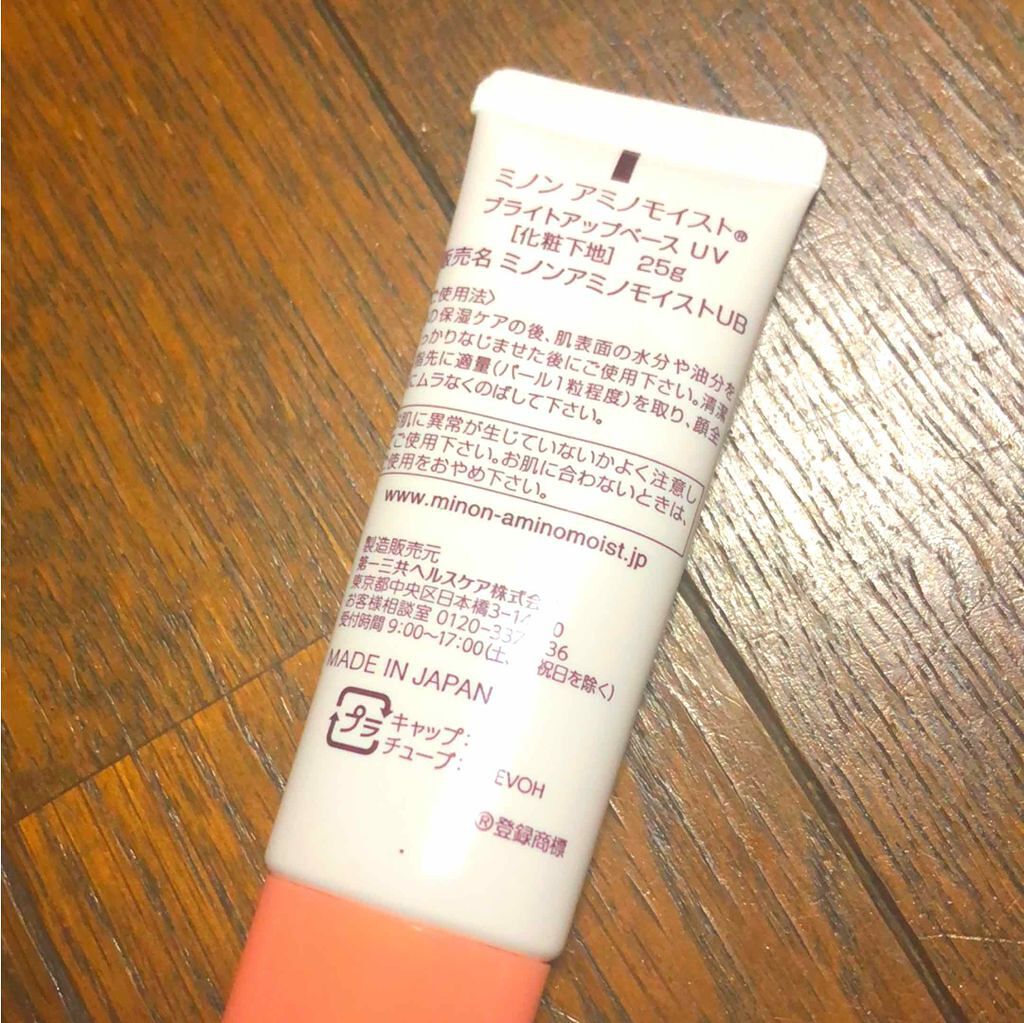 ミノン アミノモイスト®
ブライトアップベース UV
[化粧下地] 25g
販売名 ミノンアミノモイストUB
使用法〉
の保湿ケアの後、肌表面の水分や油分を
っかりなじませた後にご使用下さい。清潔
指先に適量(パール1粒程度)を取り、顔全
にムラなくのばして下さい。
肌に異常が生じていないかよく注意し
ご使用下さい。お肌に合わないときは、
使用をおやめ下さい。
www.minon-aminomoist.jp
製造販売元
第一三共ヘルスケア株式会
東京都中央区日本橋3-14 0
お客様相談室 0120-337 36
受付時間 9:00〜17:00(土、 祝日を除く)
MADE IN JAPAN
プラ
キャップ:
チューブ: EVOH
®登録商標